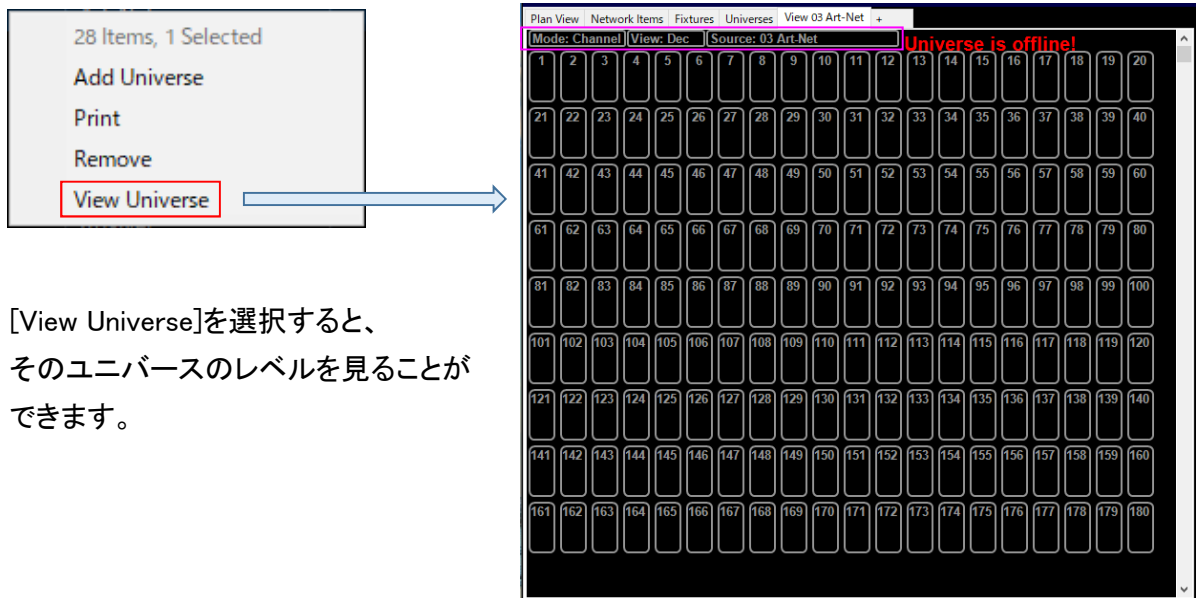 28 Items, 1 Selected
Add Universe
Print
Remove
View Universe
[View Universe]を選択すると、
そのユニバースのレベルを見ることが
できます。
Plan View Network Items Fixtures Universes View 03 Art-Net +
Mode: Channel View: Dec Source: 03 Art-Net Universe is offline!
1 2 3 4 5 6 7 8 9 10 11 12 13 14 15 16 17 18 19 20
21 22 23 24 25 26 27 28 29 30 31 32 33 34 35 36 37 38 39 40
41 42 43 44 45 46 47 48 49 50 51 52 53 54 55 56 57 58 59 60
61 62 63 64 65 66 67 68 69 70 71 72 73 74 75 76 77 78 79 80
81 82 83 84 85 86 87 88 89 90 91 92 93 94 95 96 97 98 99 100
101 102 103 104 105 106 107 108 109 110 111 112 113 114 115 116 117 118 119 120
121 122 123 124 125 126 127 128 129 130 131 132 133 134 135 136 137 138 139 140
141 142 143 144 145 146 147 148 149 150 151 152 153 154 155 156 157 158 159 160
161 162 163 164 165 166 167 168 169 170 171 172 173 174 175 176 177 178 179 180